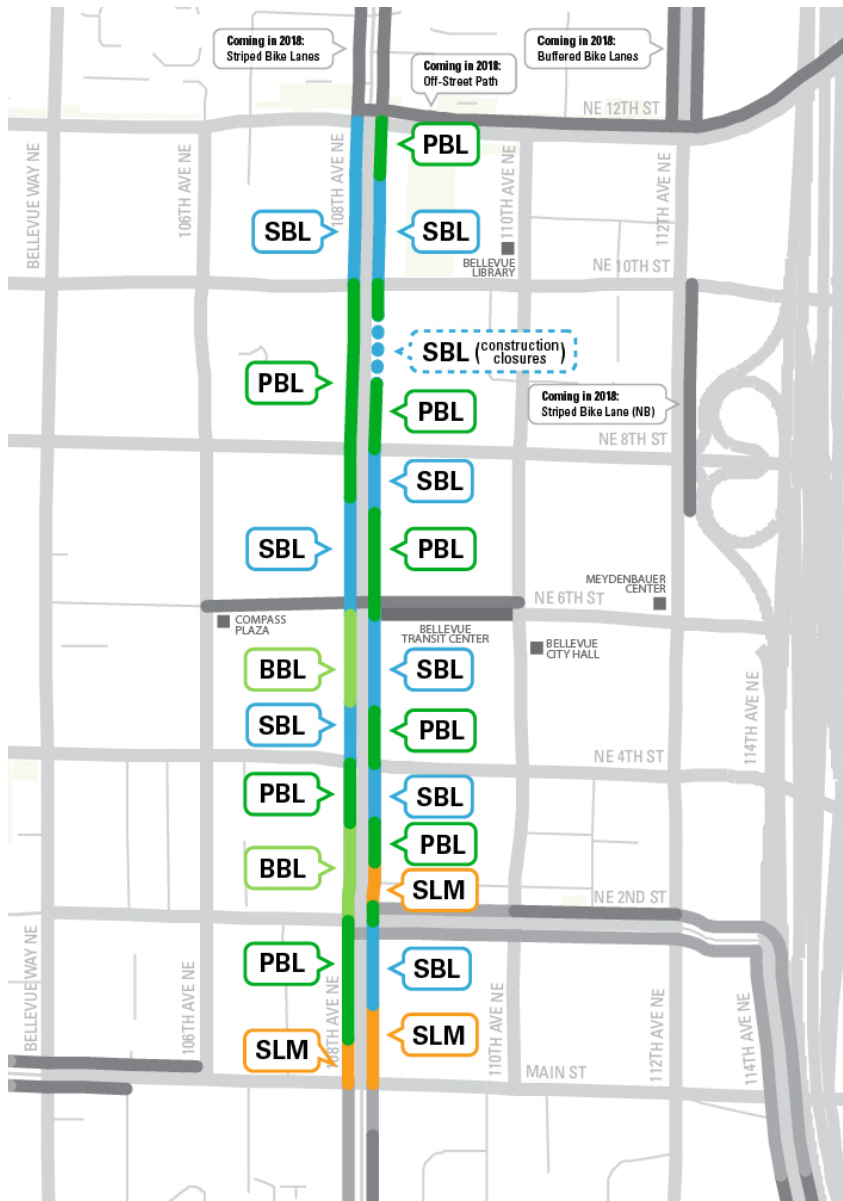 Coming in 2018:
Striped Bike Lanes
Coming in 2018:
Off-Street Path
Coming in 2018:
Buffered Bike Lanes
NE 12TH ST
BELLEVUE WAY NE
106TH AVE NE
108TH AVE NE
110TH AVE NE
112TH AVE NE
PBL
SBL
SBL
BELLEVUE
LIBRARY
NE 10TH ST
SBL (construction
closures)
PBL
PBL
Coming in 2018:
Striped Bike Lane (NB)
NE 8TH ST
SBL
SBL
PBL
MEYDENBAUER
CENTER
NE 6TH ST
COMPASS
PLAZA
BELLEVUE
TRANSIT CENTER
BELLEVUE
CITY HALL
BBL
SBL
SBL
PBL
114TH AVE NE
NE 4TH ST
PBL
SBL
PBL
BBL
SLM
NE 2ND ST
PBL
SBL
BELLEVUE WAY NE
106TH AVE NE
108TH AVE NE
110TH AVE NE
112TH AVE NE
114TH AVE NE
SLM
SLM
MAIN ST